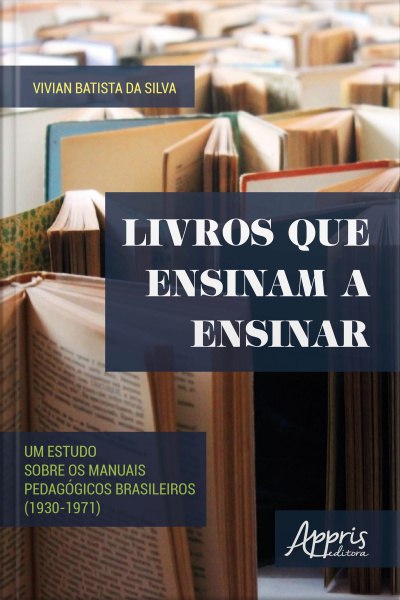 VIVIAN BATISTA DA SILVA
LIVROS QUE
ENSINAM A
ENSINAR
UM ESTUDO
SOBRE OS MANUAIS
PEDAGÓGICOS BRASILEIROS
(1930-1971)
Appris
editora